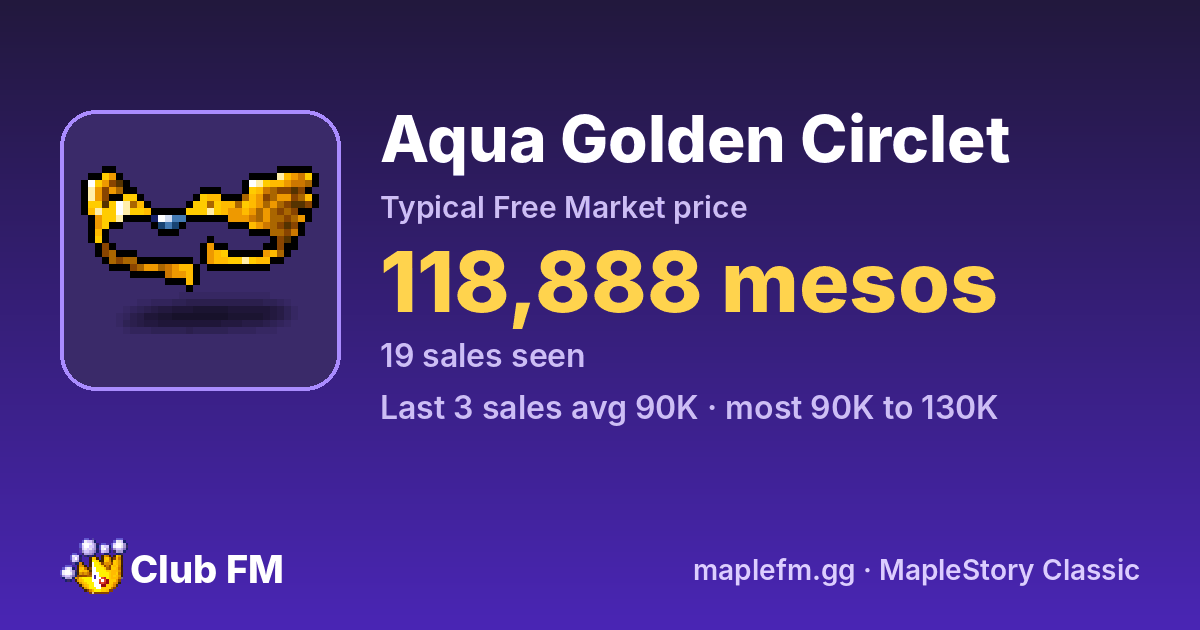 Aqua Golden Circlet
Typical Free Market price
118,888 mesos
19 sales seen
Last 3 sales avg 90K · most 90K to 130K
Club FM
maplefm.gg · MapleStory Classic